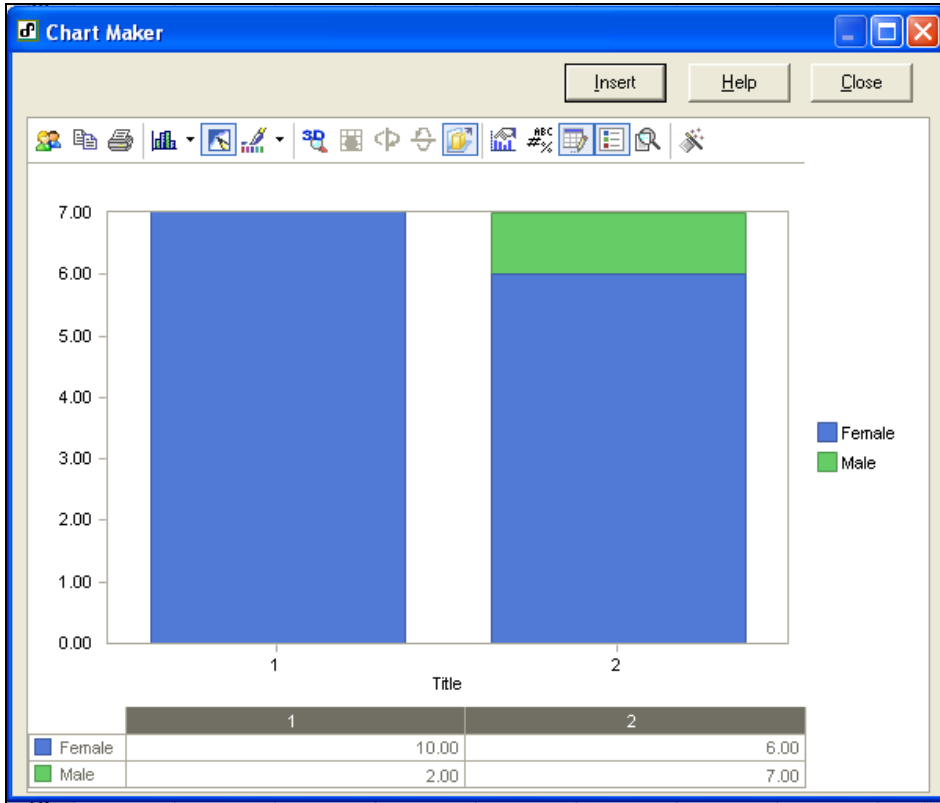 Chart Maker
Insert Help Close
3D ABC #%
7.00
6.00
5.00
4.00
3.00
2.00
1.00
0.00
1 2
Title
Female
Male
1 2
Female 10.00 6.00
Male 2.00 7.00